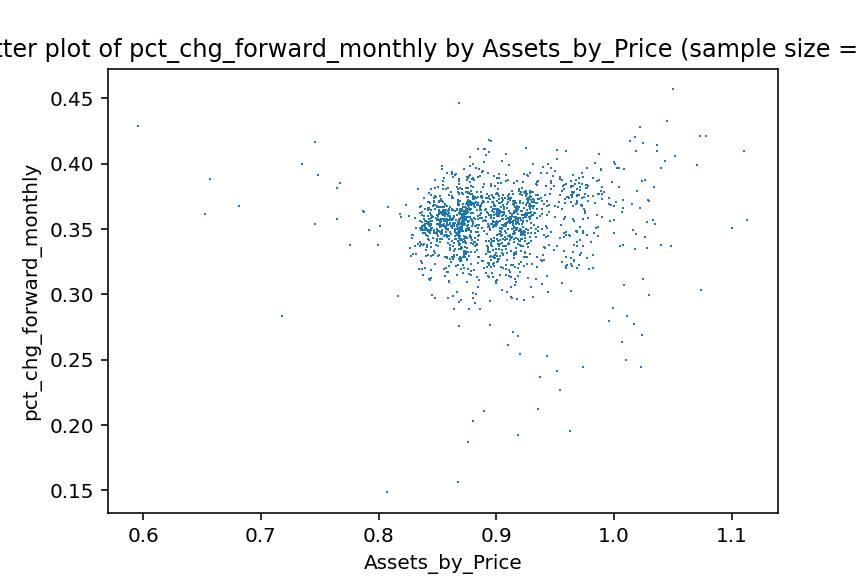 tter plot of pct_chg_forward_monthly by Assets_by_Price (sample size =
0.45
0.40
0.35
0.30
0.25
0.20
0.15
pct_chg_forward_monthly
0.6 0.7 0.8 0.9 1.0 1.1
Assets_by_Price